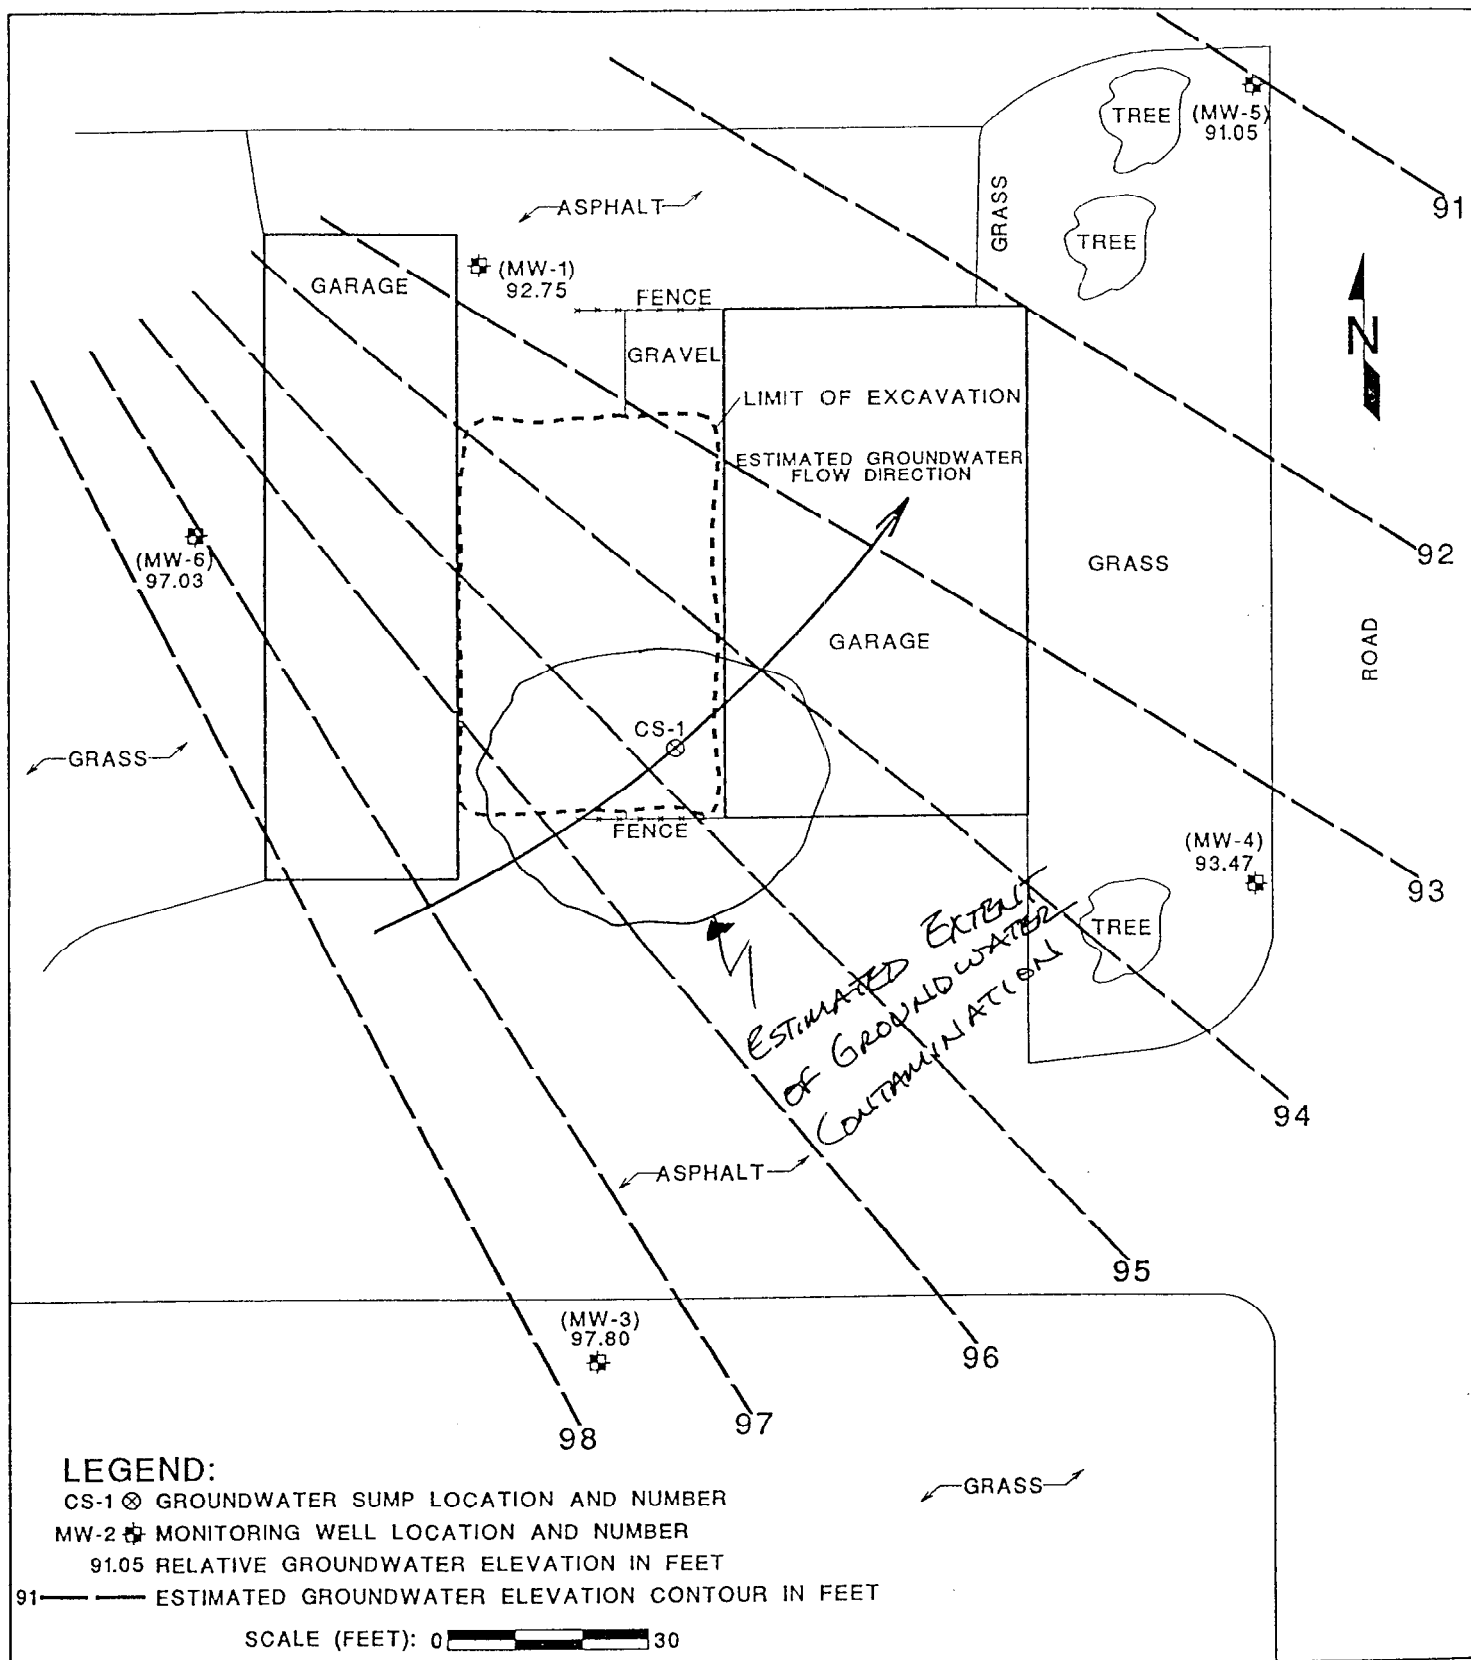 TREE
(MW-5)
91.05
91
GRASS
ASPHALT
TREE
GARAGE
(MW-1)
92.75
FENCE
N
GRAVEL
LIMIT OF EXCAVATION
ESTIMATED GROUNDWATER
FLOW DIRECTION
92
(MW-6)
97.03
GRASS
GARAGE
ROAD
CS-1
GRASS
FENCE
(MW-4)
93.47
93
TREE
ESTIMATED EXTENT
OF GROUNDWATER
CONTAMINATION
94
ASPHALT
95
(MW-3)
97.80
96
97
98
GRASS
LEGEND:
CS-1 GROUNDWATER SUMP LOCATION AND NUMBER
MW-2 MONITORING WELL LOCATION AND NUMBER
91.05 RELATIVE GROUNDWATER ELEVATION IN FEET
91 ESTIMATED GROUNDWATER ELEVATION CONTOUR IN FEET
SCALE (FEET): 0 30